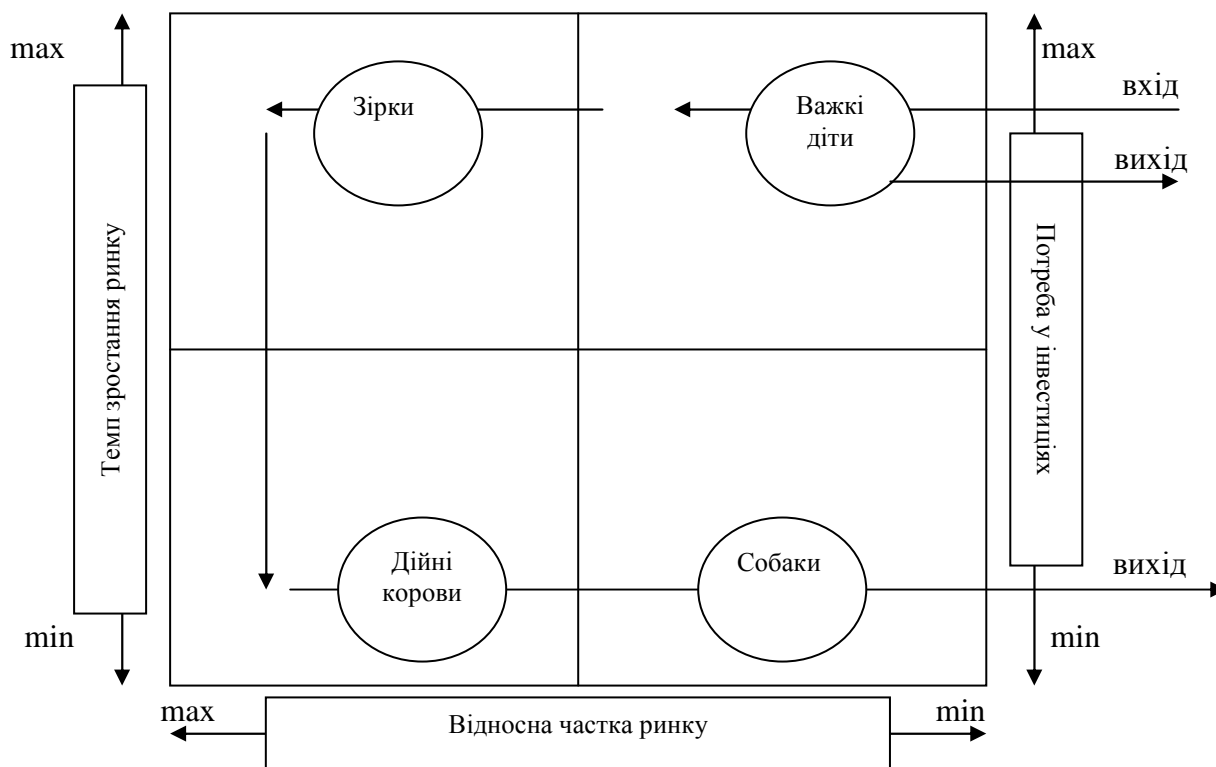 max
max
Зірки
Важкі
діти
вхід
вихід
Темп зростання ринку
Потреба у інвестиціях
Дійні
корови
Собаки
вихід
min
min
max
Відносна частка ринку
min